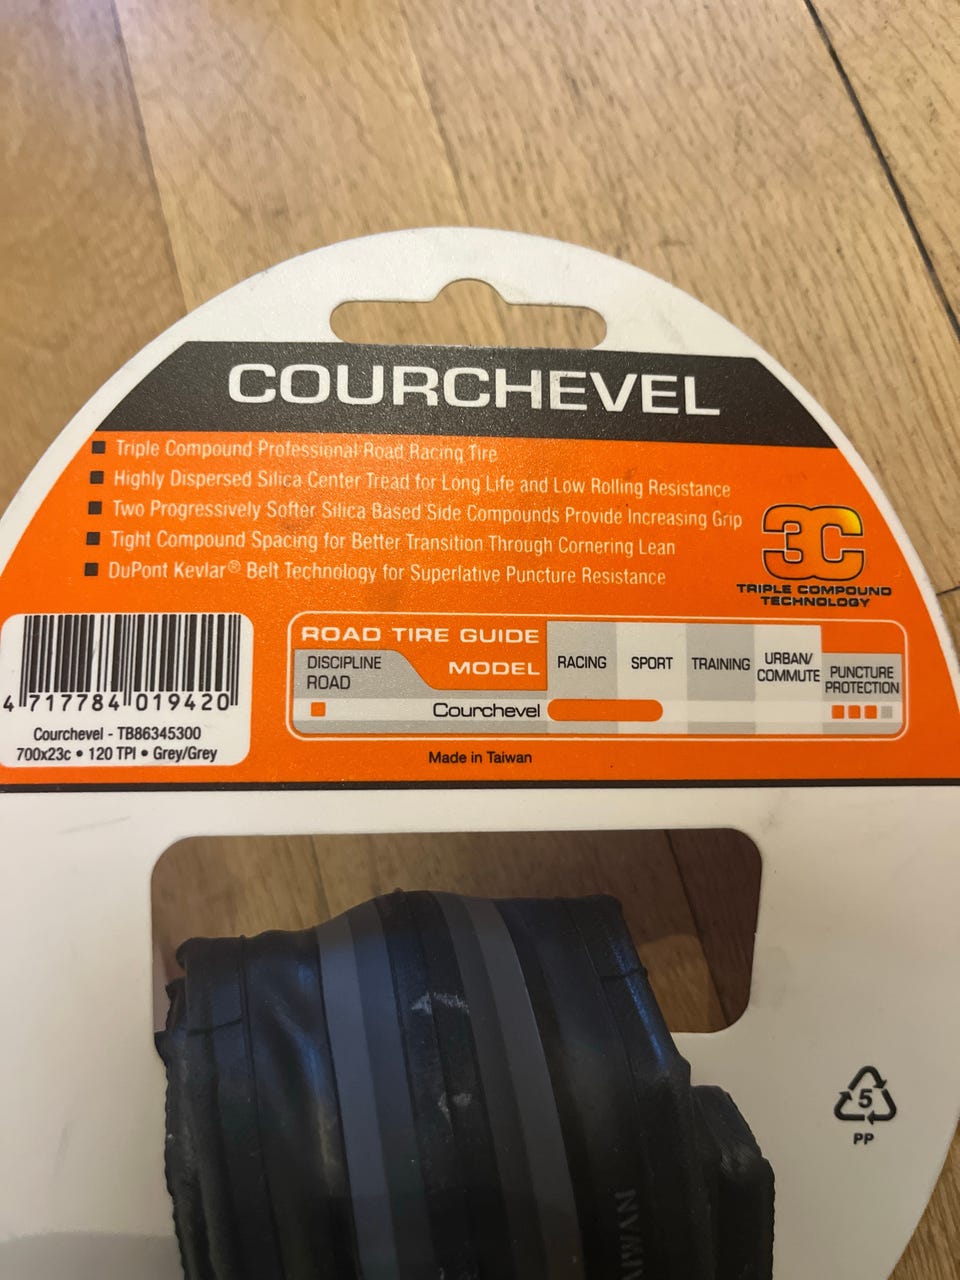 COURCHEVEL
Triple Compound Professional Road Racing Tire
Highly Dispersed Silica Center Tread for Long Life and Low Rolling Resistance
Two Progressively Softer Silica Based Side Compounds Provide Increasing Grip
Tight Compound Spacing for Better Transition Through Cornering Lean
DuPont Kevlar® Belt Technology for Superlative Puncture Resistance
3C
TRIPLE COMPOUND
TECHNOLOGY
4 717784 019420
Courchevel - TB86345300
700x23c • 120 TPI • Grey/Grey
ROAD TIRE GUIDE
DISCIPLINE
ROAD
MODEL
RACING
SPORT
TRAINING
URBAN/
COMMUTE
PUNCTURE
PROTECTION
Courchevel
Made in Taiwan
5
PP